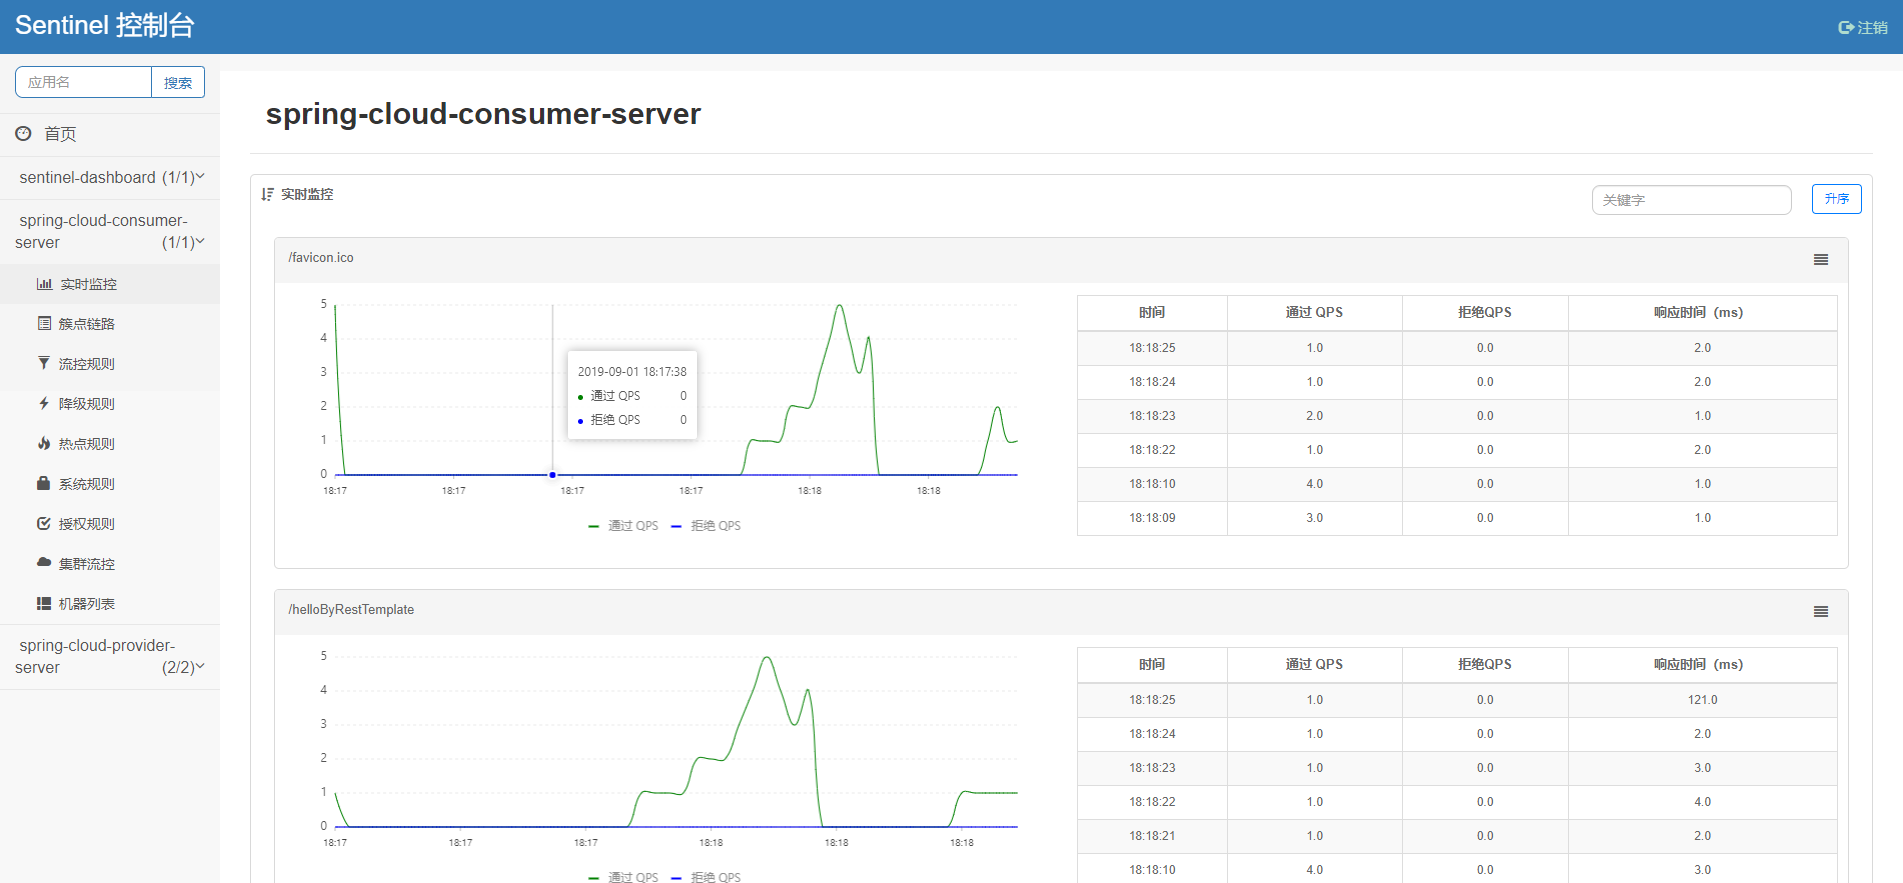 Sentinel 控制台
注销
应用名 搜索
首页
sentinel-dashboard (1/1)
spring-cloud-consumer-
server (1/1)
实时监控
簇点链路
流控规则
降级规则
热点规则
系统规则
授权规则
集群流控
机器列表
spring-cloud-provider-
server (2/2)
spring-cloud-consumer-server
实时监控
关键字 升序
/favicon.ico
5
4
3
2
1
0
18:17 18:17 18:17 18:17 18:18 18:18
2019-09-01 18:17:38
通过 QPS 0
拒绝 QPS 0
通过 QPS 拒绝 QPS
时间 通过 QPS 拒绝QPS 响应时间（ms）
18:18:25 1.0 0.0 2.0
18:18:24 1.0 0.0 2.0
18:18:23 2.0 0.0 1.0
18:18:22 1.0 0.0 2.0
18:18:10 4.0 0.0 1.0
18:18:09 3.0 0.0 1.0
/helloByRestTemplate
5
4
3
2
1
0
18:17 18:17 18:17 18:18 18:18 18:18
通过 QPS 拒绝 QPS
时间 通过 QPS 拒绝QPS 响应时间（ms）
18:18:25 1.0 0.0 121.0
18:18:24 1.0 0.0 2.0
18:18:23 1.0 0.0 3.0
18:18:22 1.0 0.0 4.0
18:18:21 1.0 0.0 2.0
18:18:10 4.0 0.0 3.0